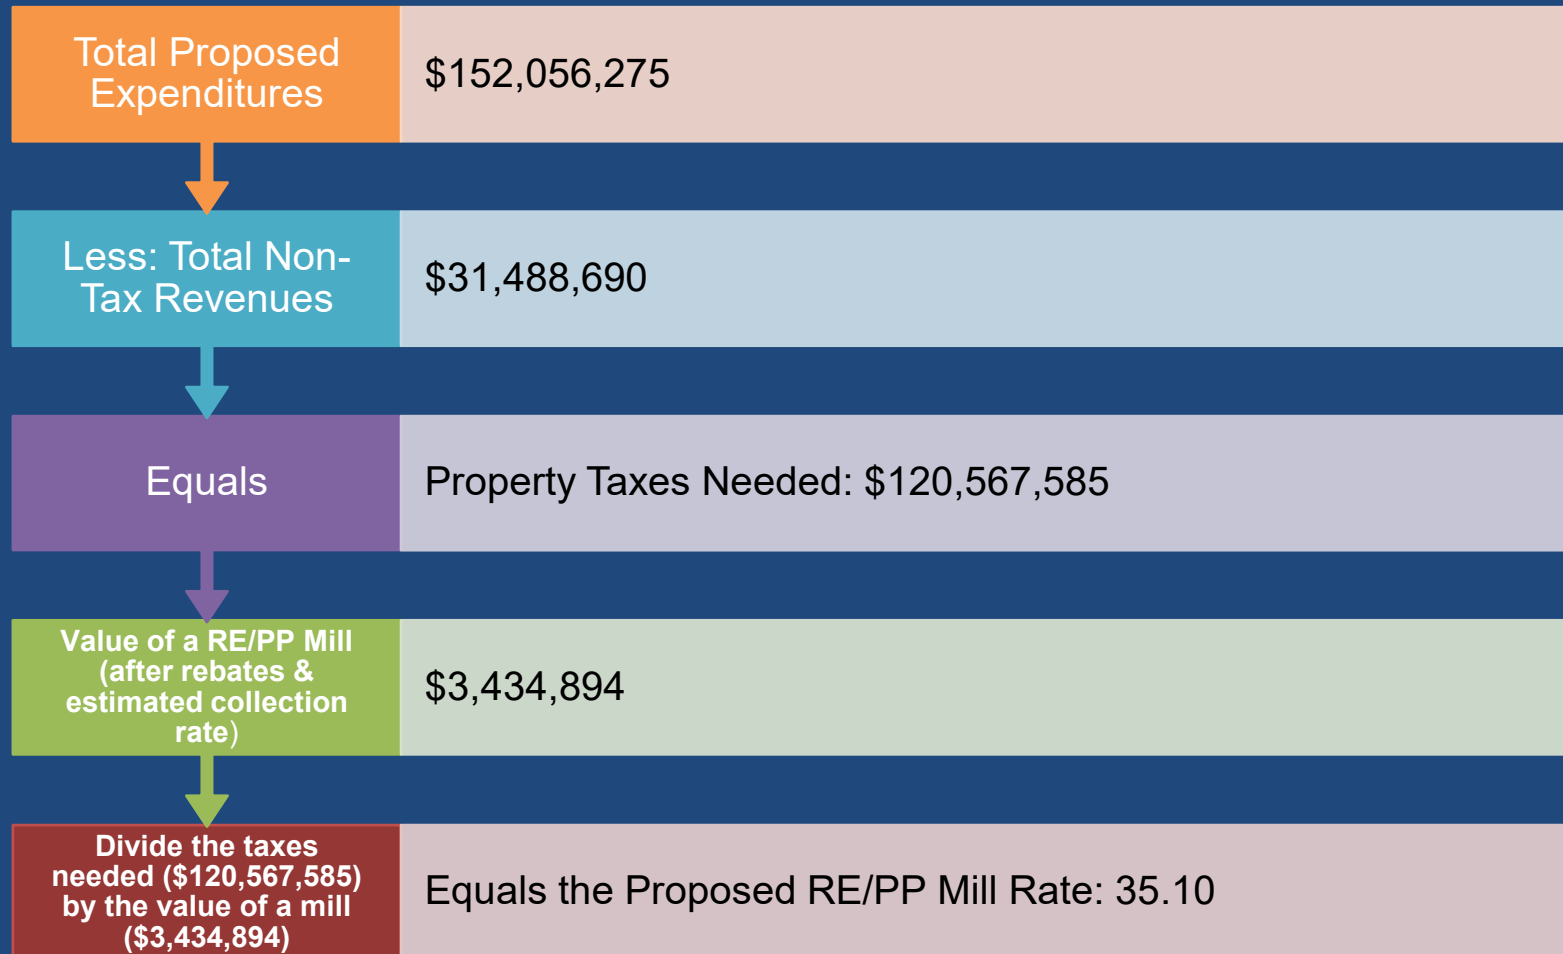 Total Proposed
Expenditures
$152,056,275
Less: Total Non-
Tax Revenues
$31,488,690
Equals
Property Taxes Needed: $120,567,585
Value of a RE/PP Mill
(after rebates &
estimated collection
rate)
$3,434,894
Divide the taxes
needed ($120,567,585)
by the value of a mill
($3,434,894)
Equals the Proposed RE/PP Mill Rate: 35.10